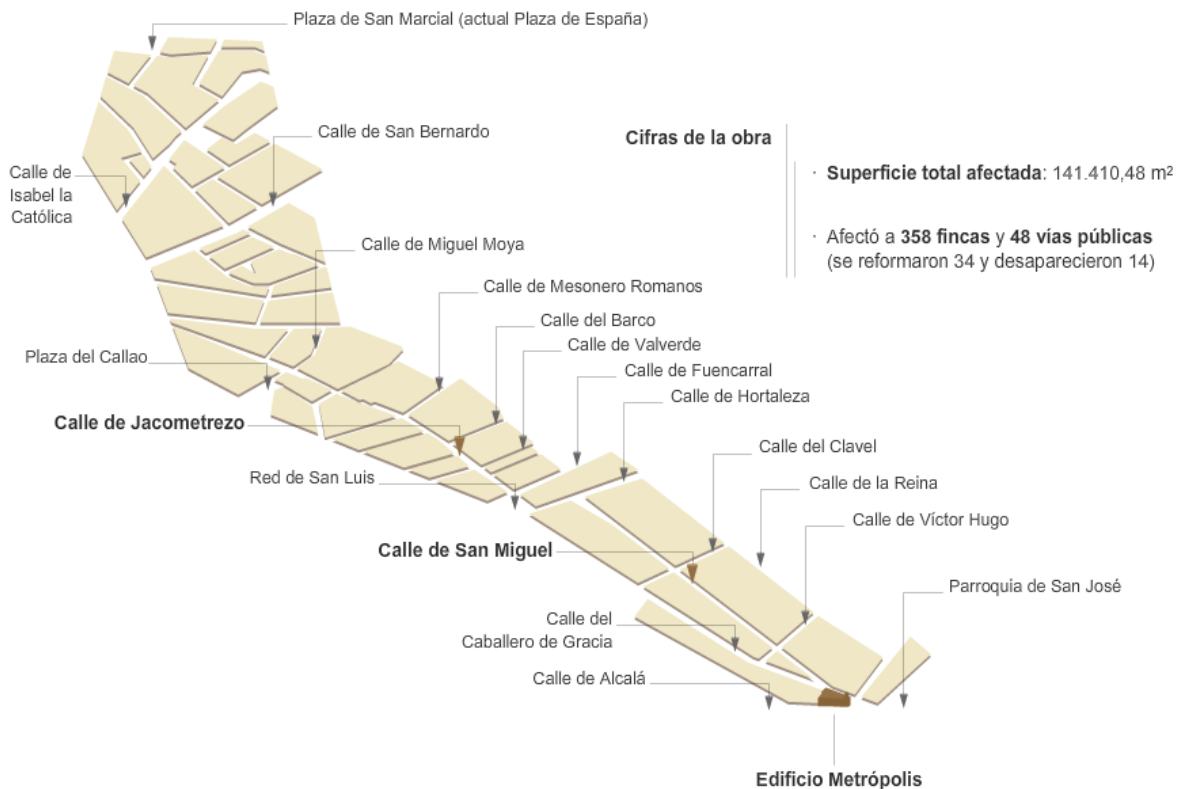 Plaza de San Marcial (actual Plaza de España)
Calle de San Bernardo
Cifras de la obra
· Superficie total afectada: 141.410,48 m²
· Afectó a 358 fincas y 48 vías públicas
(se reformaron 34 y desaparecieron 14)
Calle de
Isabel la
Católica
Calle de Miguel Moya
Calle de Mesonero Romanos
Calle del Barco
Calle de Valverde
Plaza del Callao
Calle de Fuencarral
Calle de Hortaleza
Calle de Jacometrezo
Calle del Clavel
Red de San Luis
Calle de la Reina
Calle de Víctor Hugo
Calle de San Miguel
Parroquia de San José
Calle del
Caballero de Gracia
Calle de Alcalá
Edificio Metrópolis